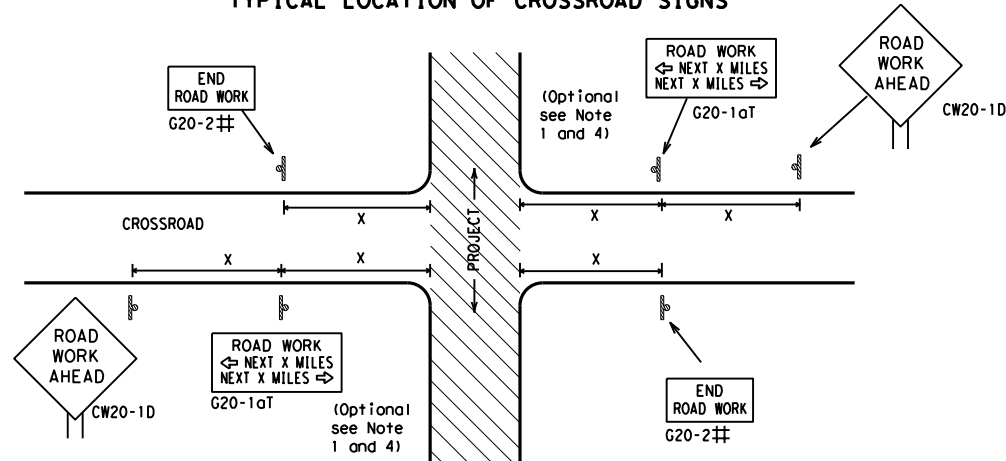 TYPICAL LOCATION OF CROSSROAD SIGNS
END
ROAD WORK
G20-2#
(Optional
see Note
1 and 4)
ROAD WORK
⇦ NEXT X MILES
NEXT X MILES ⇨
G20-1aT
ROAD
WORK
AHEAD
CW20-1D
X
X
X
CROSSROAD
PROJECT
X
X
X
ROAD
WORK
AHEAD
CW20-1D
ROAD WORK
⇦ NEXT X MILES
NEXT X MILES ⇨
G20-1aT
(Optional
see Note
1 and 4)
END
ROAD WORK
G20-2#